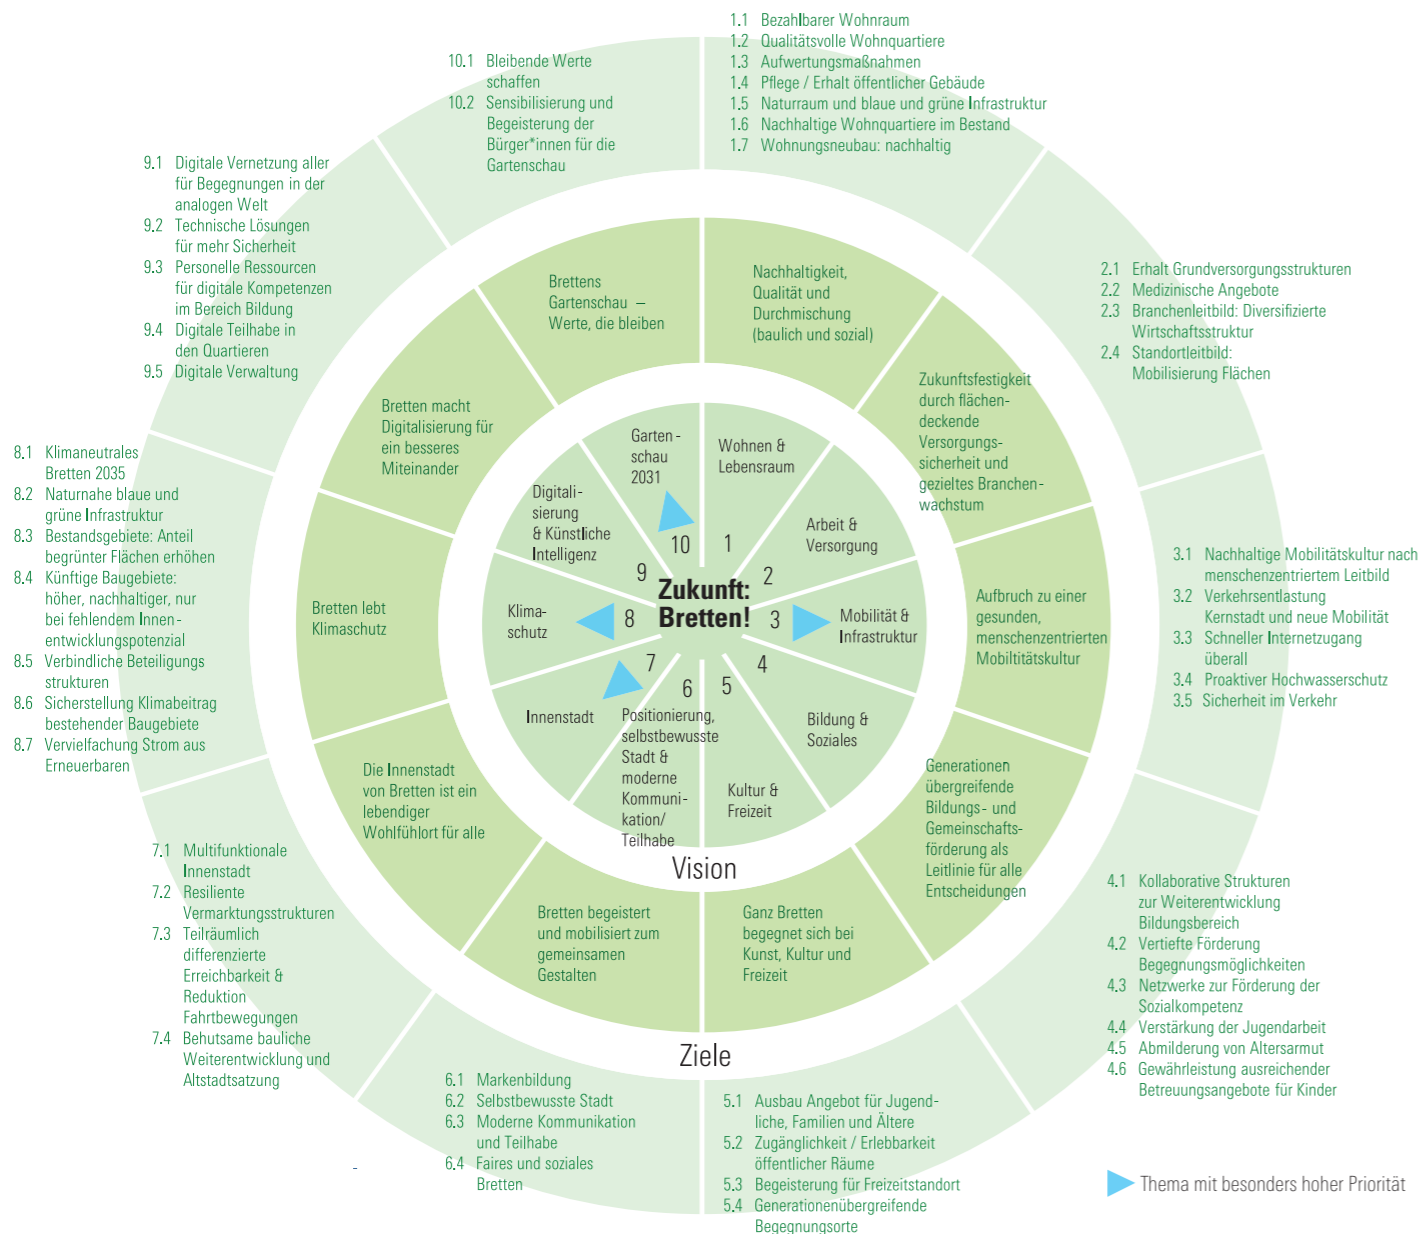 1.1 Bezahlbarer Wohnraum
1.2 Qualitätsvolle Wohnquartiere
1.3 Aufwertungsmaßnahmen
1.4 Pflege / Erhalt öffentlicher Gebäude
1.5 Naturraum und blaue und grüne Infrastruktur
1.6 Nachhaltige Wohnquartiere im Bestand
1.7 Wohnungsneubau: nachhaltig
2.1 Erhalt Grundversorgungsstrukturen
2.2 Medizinische Angebote
2.3 Branchenleitbild: Diversifizierte
Wirtschaftsstruktur
2.4 Standortleitbild:
Mobilisierung Flächen
3.1 Nachhaltige Mobilitätskultur nach
menschenzentriertem Leitbild
3.2 Verkehrsentlastung
Kernstadt und neue Mobilität
3.3 Schneller Internetzugang
überall
3.4 Proaktiver Hochwasserschutz
3.5 Sicherheit im Verkehr
4.1 Kollaborative Strukturen
zur Weiterentwicklung
Bildungsbereich
4.2 Vertiefte Förderung
Begegnungsmöglichkeiten
4.3 Netzwerke zur Förderung der
Sozialkompetenz
4.4 Verstärkung der Jugendarbeit
4.5 Abmilderung von Altersarmut
4.6 Gewährleistung ausreichender
Betreuungsangebote für Kinder
5.1 Ausbau Angebot für Jugend-
liche, Familien und Ältere
5.2 Zugänglichkeit / Erlebbarkeit
öffentlicher Räume
5.3 Begeisterung für Freizeitstandort
5.4 Generationenübergreifende
Begegnungsorte
6.1 Markenbildung
6.2 Selbstbewusste Stadt
6.3 Moderne Kommunikation
und Teilhabe
6.4 Faires und soziales
Bretten
7.1 Multifunktionale
Innenstadt
7.2 Resiliente
Vermarktungsstrukturen
7.3 Teilräumlich
differenzierte
Erreichbarkeit &
Reduktion
Fahrtbewegungen
7.4 Behutsame bauliche
Weiterentwicklung und
Altstadtsatzung
8.1 Klimaneutrales
Bretten 2035
8.2 Naturnahe blaue und
grüne Infrastruktur
8.3 Bestandsgebiete: Anteil
begrünter Flächen erhöhen
8.4 Künftige Baugebiete:
höher, nachhaltiger, nur
bei fehlendem Innen-
entwicklungspotenzial
8.5 Verbindliche Beteiligungs
strukturen
8.6 Sicherstellung Klimabeitrag
bestehender Baugebiete
8.7 Vervielfachung Strom aus
Erneuerbaren
9.1 Digitale Vernetzung aller
für Begegnungen in der
analogen Welt
9.2 Technische Lösungen
für mehr Sicherheit
9.3 Personelle Ressourcen
für digitale Kompetenzen
im Bereich Bildung
9.4 Digitale Teilhabe in
den Quartieren
9.5 Digitale Verwaltung
10.1 Bleibende Werte
schaffen
10.2 Sensibilisierung und
Begeisterung der
Bürger*innen für die
Gartenschau
Nachhaltigkeit,
Qualität und
Durchmischung
(baulich und sozial)
Zukunftsfestigkeit
durch flächen-
deckende
Versorgungs-
sicherheit und
gezieltes Branchen-
wachstum
Aufbruch zu einer
gesunden,
menschenzentrierten
Mobiltitätskultur
Generationen
übergreifende
Bildungs- und
Gemeinschafts-
förderung als
Leitlinie für alle
Entscheidungen
Ganz Bretten
begegnet sich bei
Kunst, Kultur und
Freizeit
Bretten begeistert
und mobilisiert zum
gemeinsamen
Gestalten
Die Innenstadt
von Bretten ist ein
lebendiger
Wohlfühlort für alle
Bretten lebt
Klimaschutz
Bretten macht
Digitalisierung für
ein besseres
Miteinander
Brettens
Gartenschau –
Werte, die bleiben
Wohnen &
Lebensraum
1
Arbeit &
Versorgung
2
Mobilität &
Infrastruktur
3
Bildung &
Soziales
4
Kultur &
Freizeit
5
Positionierung,
selbstbewusste
Stadt &
moderne
Kommuni-
kation/
Teilhabe
6
Innenstadt
7
Klima-
schutz
8
Digitali-
sierung
& Künstliche
Intelligenz
9
Garten-
schau
2031
10
Zukunft:
Bretten!
Vision
Ziele
Thema mit besonders hoher Priorität